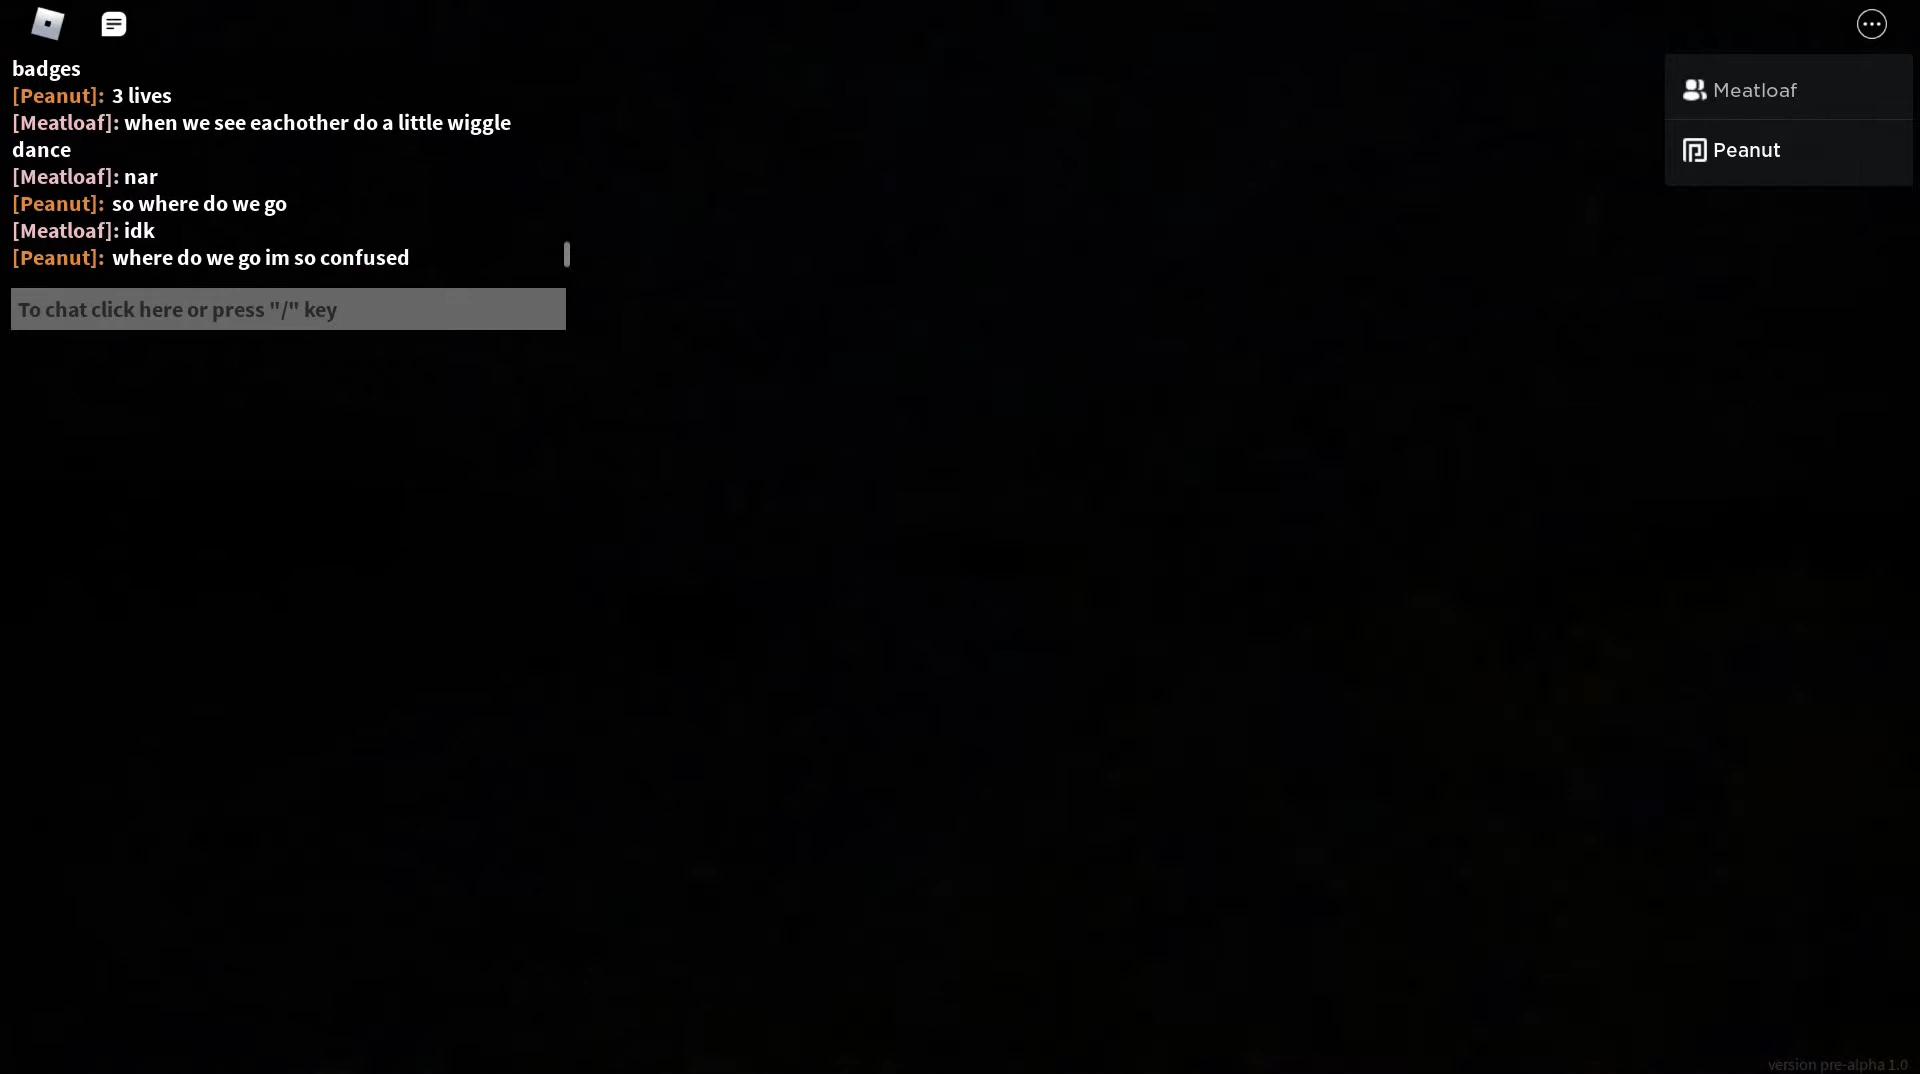 badges
[Peanut]: 3 lives
[Meatloaf]: when we see eachother do a little wiggle
dance
[Meatloaf]: nar
[Peanut]: so where do we go
[Meatloaf]: idk
[Peanut]: where do we go im so confused
To chat click here or press "/" key
Meatloaf
Peanut
version pre-alpha 1.0